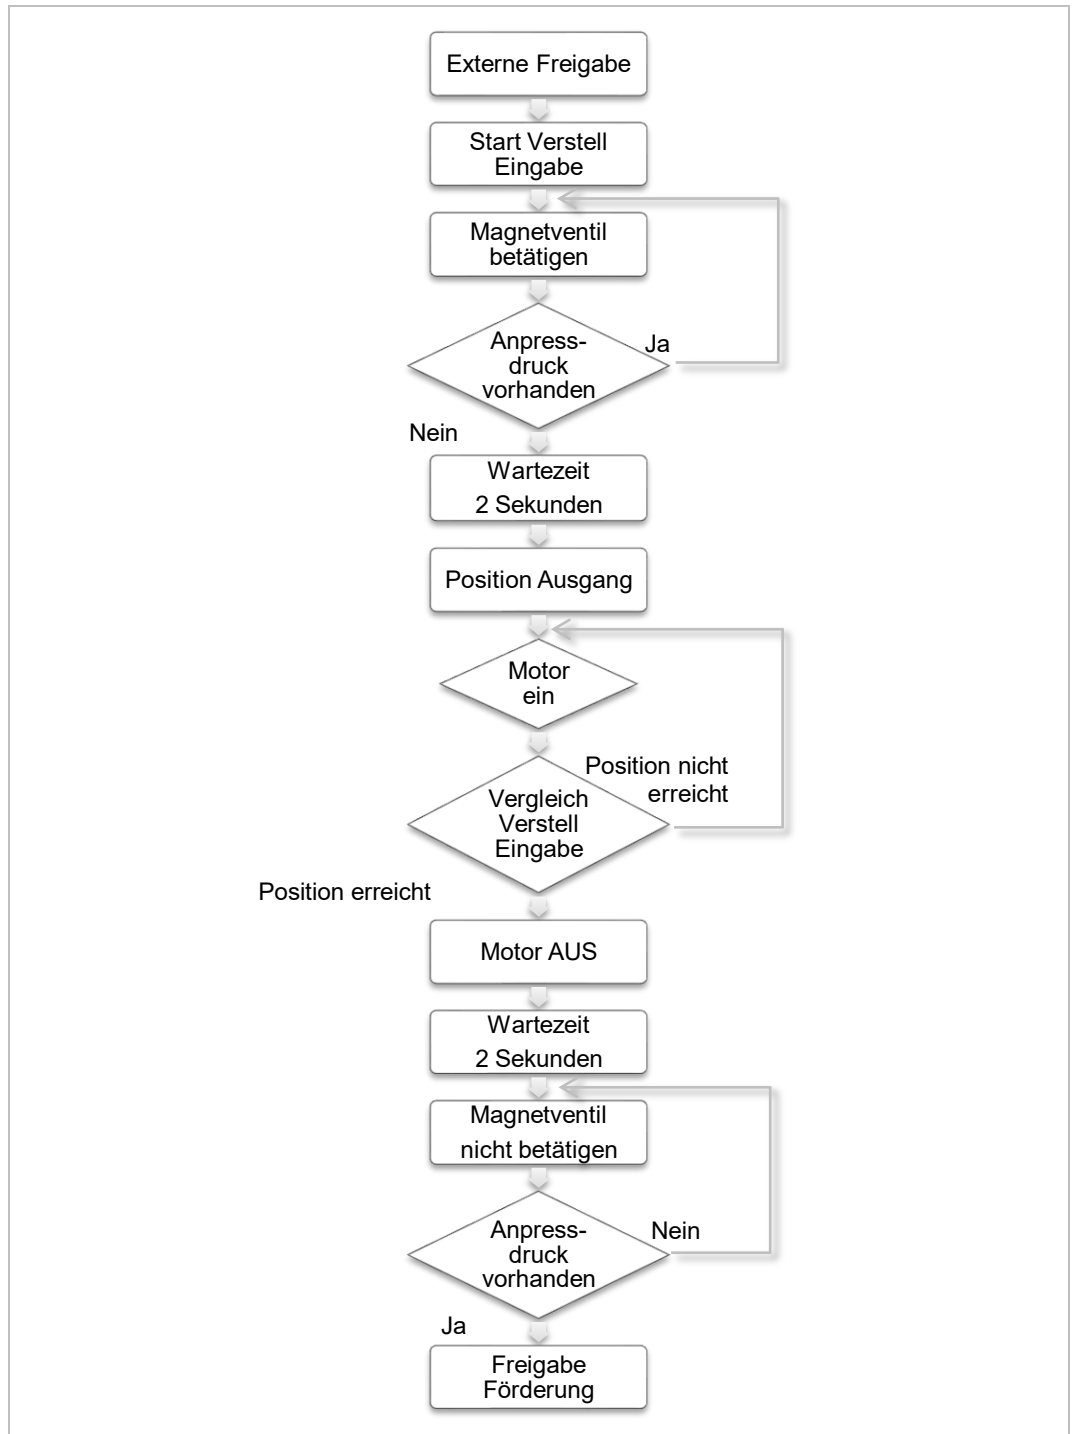 Externe Freigabe
Start Verstell
Eingabe
Magnetventil
betätigen
Anpress-
druck
vorhanden
Ja
Nein
Wartezeit
2 Sekunden
Position Ausgang
Motor
ein
Position nicht
erreicht
Vergleich
Verstell
Eingabe
Position erreicht
Motor AUS
Wartezeit
2 Sekunden
Magnetventil
nicht betätigen
Anpress-
druck
vorhanden
Nein
Ja
Freigabe
Förderung